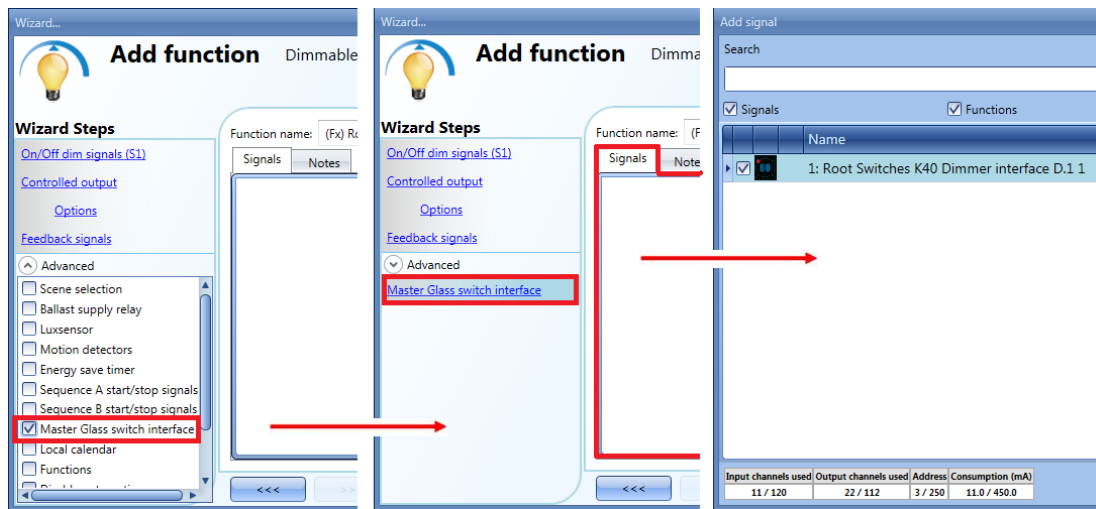 Wizard...
Add function Dimmable
Wizard Steps
On/Off dim signals (S1)
Controlled output
Options
Feedback signals
Advanced
Scene selection
Ballast supply relay
Luxsensor
Motion detectors
Energy save timer
Sequence A start/stop signals
Sequence B start/stop signals
Master Glass switch interface
Local calendar
Functions
Function name: (Fx) Ro
Signals Notes
<<< >>
Wizard...
Add function Dimma
Wizard Steps
On/Off dim signals (S1)
Controlled output
Options
Feedback signals
Advanced
Master Glass switch interface
Function name: (F
Signals Note
<<<
Add signal
Search
Signals Functions
Name
1: Root Switches K40 Dimmer interface D.1 1
Input channels used Output channels used Address Consumption (mA)
11 / 120 22 / 112 3 / 250 11.0 / 450.0